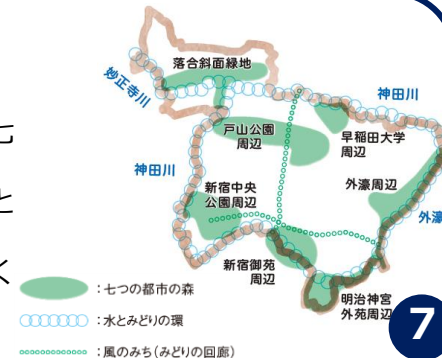 落合斜面緑地
妙正寺川
神田川
戸山公園
周辺
早稲田大学
周辺
神田川
外濠周辺
新宿中央
公園周辺
外濠
新宿御苑
周辺
明治神宮
外苑周辺
と
く
:七つの都市の森
:水とみどりの環
:風のみち(みどりの回廊)
7